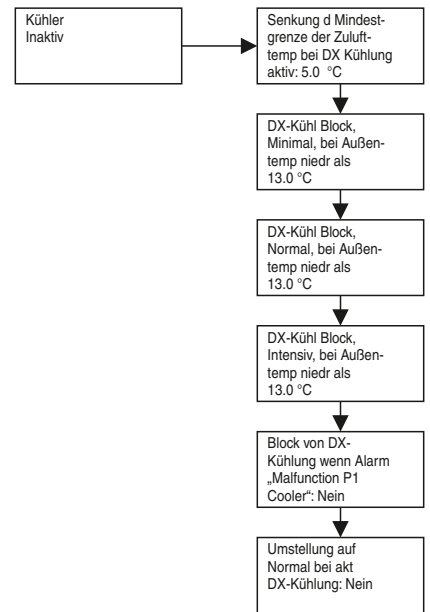 Kühler
Inaktiv
Senkung d Mindest-
grenze der Zuluft-
temp bei DX Kühlung
aktiv: 5.0 °C
DX-Kühl Block,
Minimal, bei Außen-
temp niedr als
13.0 °C
DX-Kühl Block,
Normal, bei Außen-
temp niedr als
13.0 °C
DX-Kühl Block,
Intensiv, bei Außen-
temp niedr als
13.0 °C
Block von DX-
Kühlung wenn Alarm
„Malfunction P1
Cooler“: Nein
Umstellung auf
Normal bei akt
DX-Kühlung: Nein